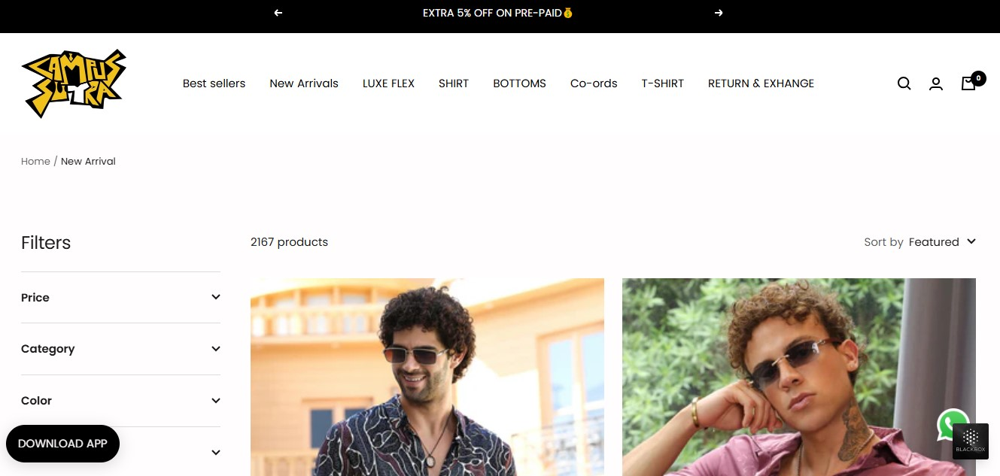 EXTRA 5% OFF ON PRE-PAID💰
CAMPUS
SUTRA
Best sellers New Arrivals LUXE FLEX SHIRT BOTTOMS Co-ords T-SHIRT RETURN & EXHANGE
0
Home / New Arrival
Filters
2167 products
Sort by Featured
Price
Category
Color
DOWNLOAD APP
BLACKBOX